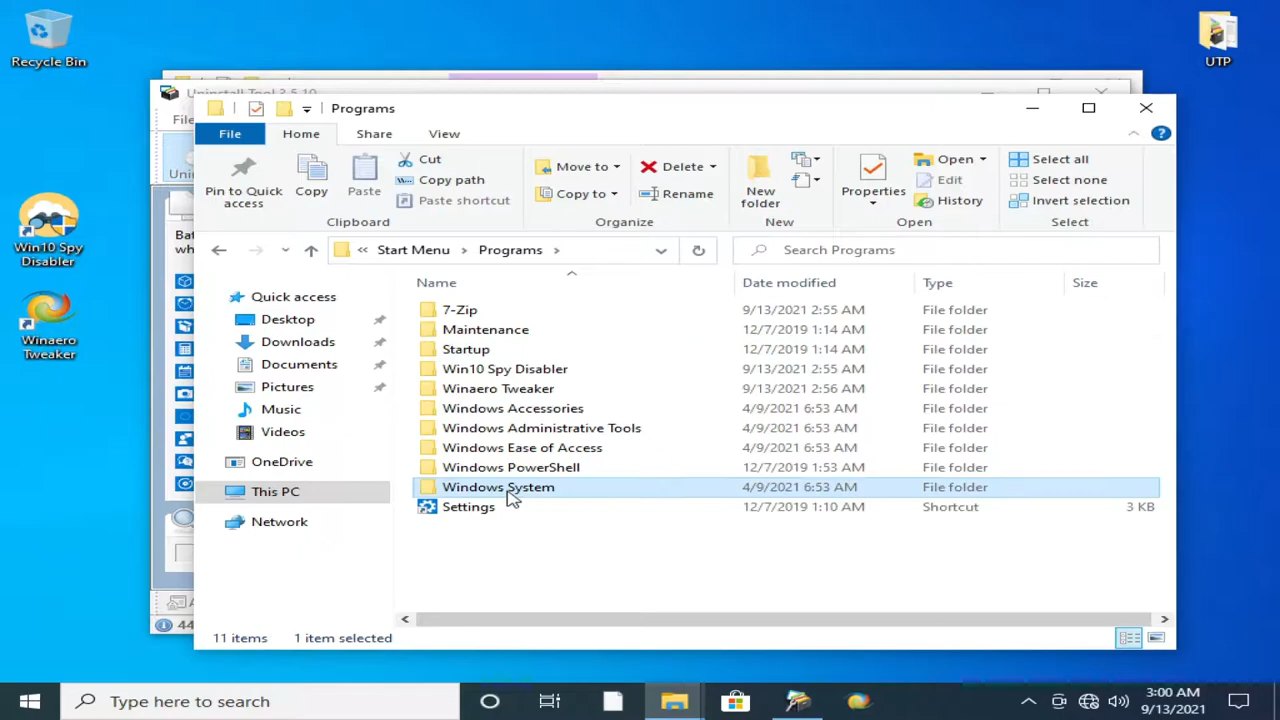 Recycle Bin
UTP
Win10 Spy
Disabler
Winaero
Tweaker
Uninstall Tool 3.5.10
Programs
File Home Share View
Pin to Quick
access
Copy
Paste
Cut
Copy path
Paste shortcut
Clipboard
Move to
Copy to
Delete
Rename
Organize
New
folder
New
Properties
Open
Edit
History
Open
Select all
Select none
Invert selection
Select
« Start Menu > Programs >
Search Programs
Name Date modified Type Size
Quick access
Desktop
Downloads
Documents
Pictures
Music
Videos
OneDrive
This PC
Network
7-Zip 9/13/2021 2:55 AM File folder
Maintenance 12/7/2019 1:14 AM File folder
Startup 12/7/2019 1:14 AM File folder
Win10 Spy Disabler 9/13/2021 2:55 AM File folder
Winaero Tweaker 9/13/2021 2:56 AM File folder
Windows Accessories 4/9/2021 6:53 AM File folder
Windows Administrative Tools 4/9/2021 6:53 AM File folder
Windows Ease of Access 4/9/2021 6:53 AM File folder
Windows PowerShell 12/7/2019 1:53 AM File folder
Windows System 4/9/2021 6:53 AM File folder
Settings 12/7/2019 1:10 AM Shortcut 3 KB
11 items 1 item selected
Type here to search
3:00 AM
9/13/2021